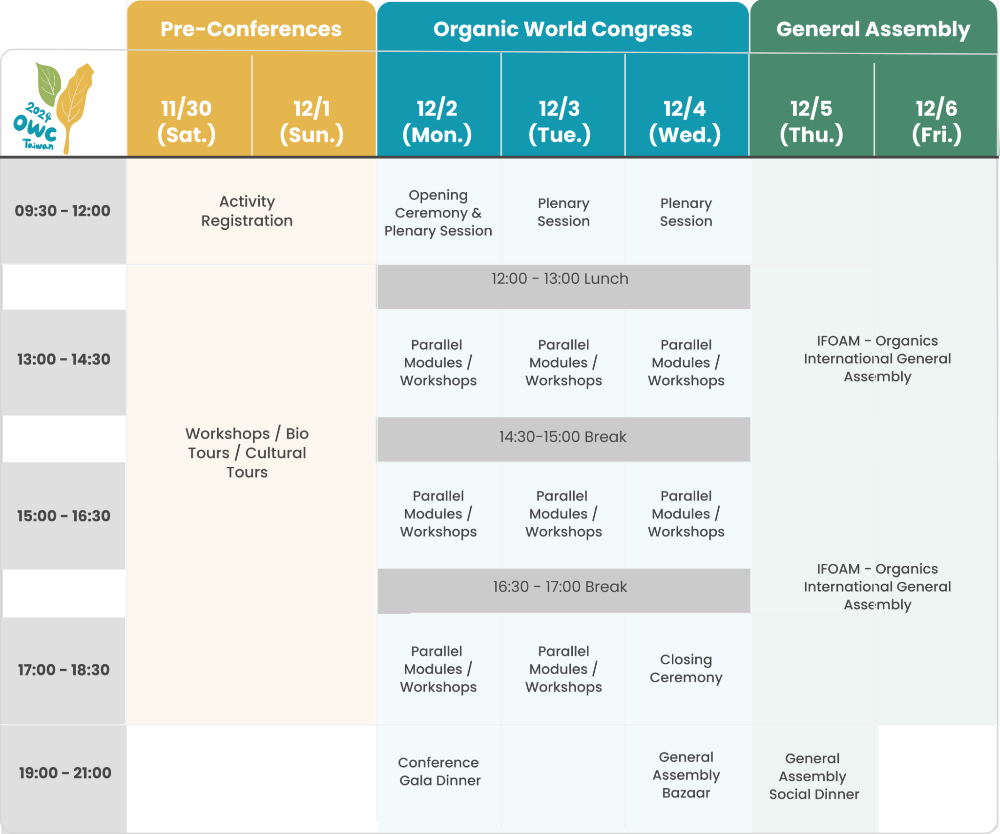 Pre-Conferences
Organic World Congress
General Assembly
2024
OWC
Taiwan
11/30
(Sat.)
12/1
(Sun.)
12/2
(Mon.)
12/3
(Tue.)
12/4
(Wed.)
12/5
(Thu.)
12/6
(Fri.)
09:30 - 12:00
Activity
Registration
Opening
Ceremony &
Plenary Session
Plenary
Session
Plenary
Session
12:00 - 13:00 Lunch
13:00 - 14:30
Parallel
Modules /
Workshops
Parallel
Modules /
Workshops
Parallel
Modules /
Workshops
IFOAM - Organics
International General
Assembly
Workshops / Bio
Tours / Cultural
Tours
14:30-15:00 Break
15:00 - 16:30
Parallel
Modules /
Workshops
Parallel
Modules /
Workshops
Parallel
Modules /
Workshops
IFOAM - Organics
International General
Assembly
16:30 - 17:00 Break
17:00 - 18:30
Parallel
Modules /
Workshops
Parallel
Modules /
Workshops
Closing
Ceremony
19:00 - 21:00
Conference
Gala Dinner
General
Assembly
Bazaar
General
Assembly
Social Dinner